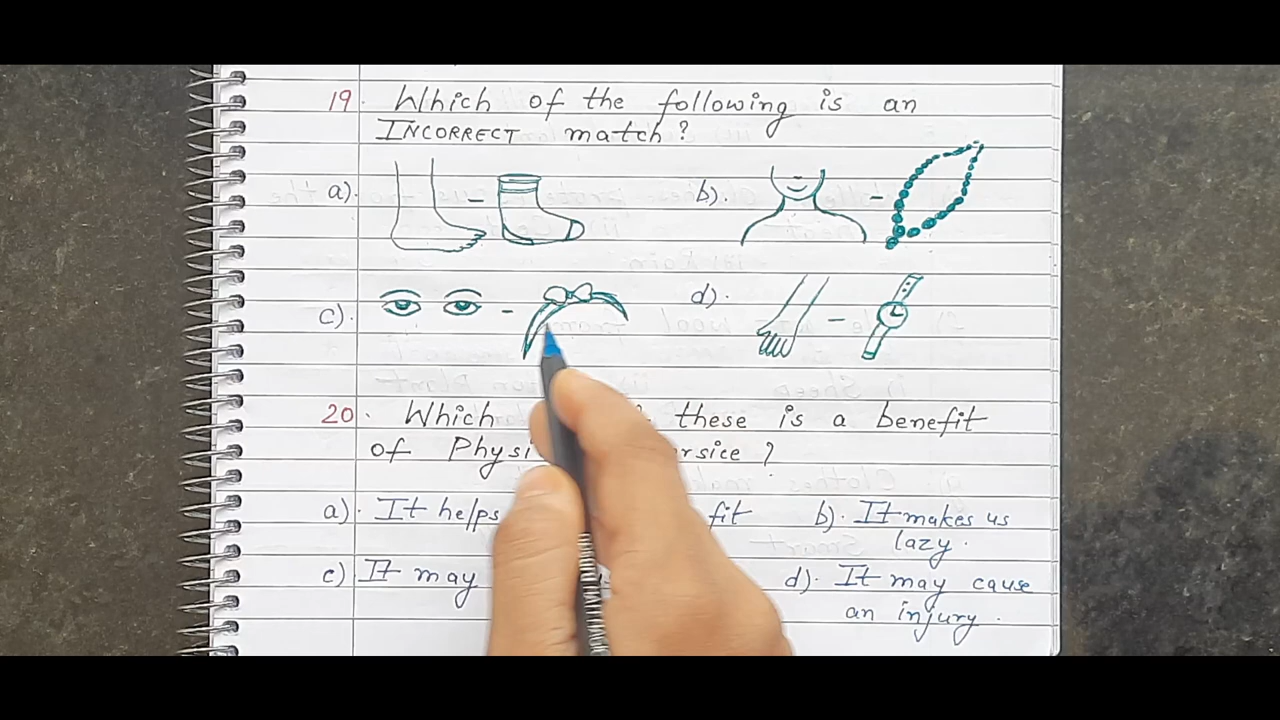 19. Which of the following is an
INCORRECT match?
a). - b). -
c). - d). -
20. Which these is a benefit
of Physi rsice?
a). It helps fit b). It makes us
lazy.
c) It may d). It may cause
an injury.